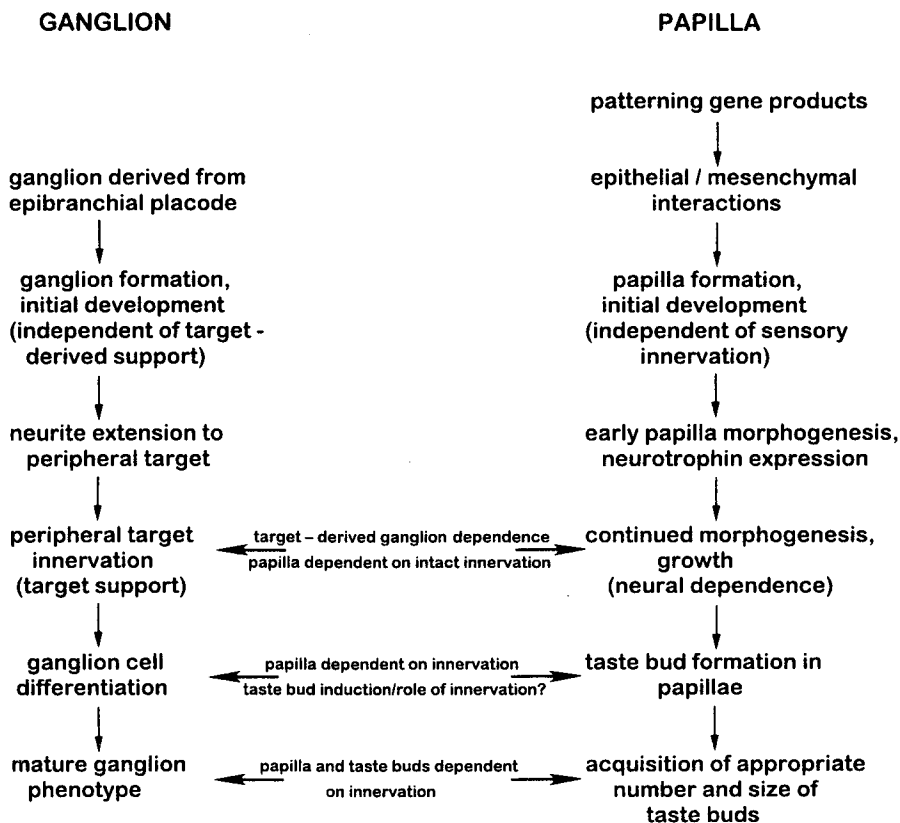 GANGLION
PAPILLA
patterning gene products
ganglion derived from
epibranchial placode
epithelial / mesenchymal
interactions
ganglion formation,
initial development
(independent of target -
derived support)
papilla formation,
initial development
(independent of sensory
innervation)
neurite extension to
peripheral target
early papilla morphogenesis,
neurotrophin expression
peripheral target
innervation
(target support)
target – derived ganglion dependence
papilla dependent on intact innervation
continued morphogenesis,
growth
(neural dependence)
ganglion cell
differentiation
papilla dependent on innervation
taste bud induction/role of innervation?
taste bud formation in
papillae
mature ganglion
phenotype
papilla and taste buds dependent
on innervation
acquisition of appropriate
number and size of
taste buds